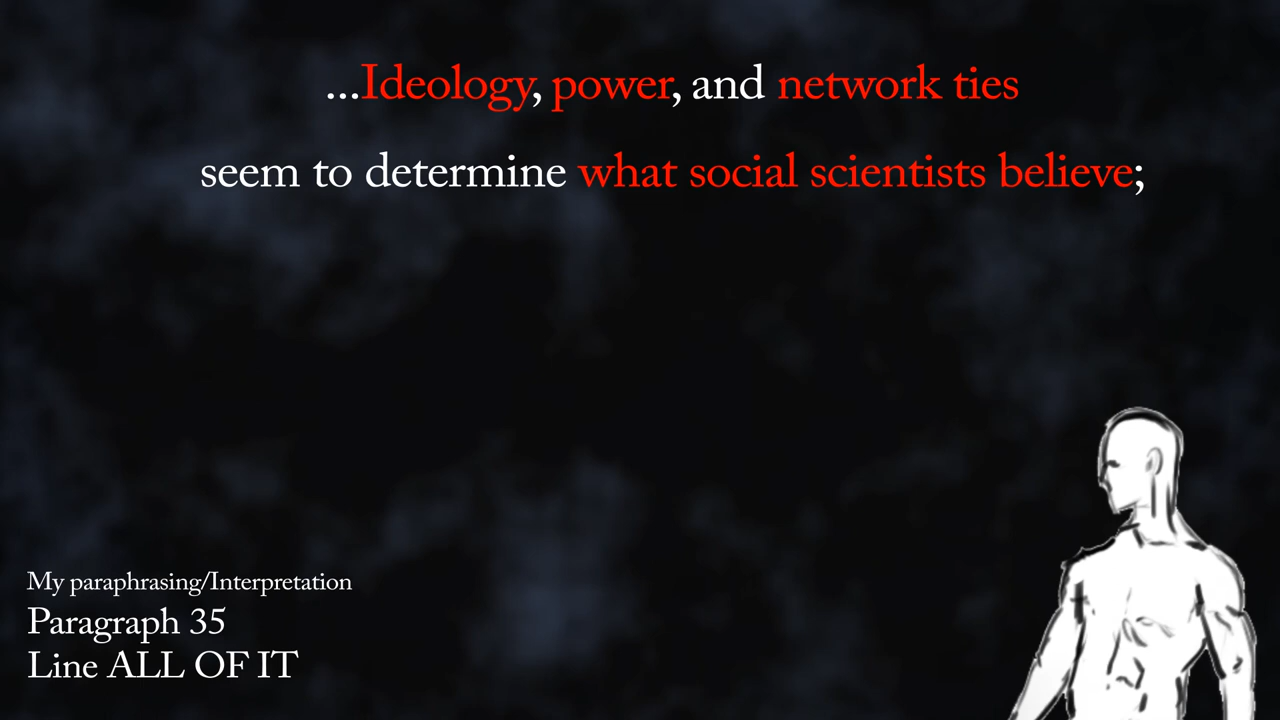 ...Ideology, power, and network ties
seem to determine what social scientists believe;
My paraphrasing/Interpretation
Paragraph 35
Line ALL OF IT